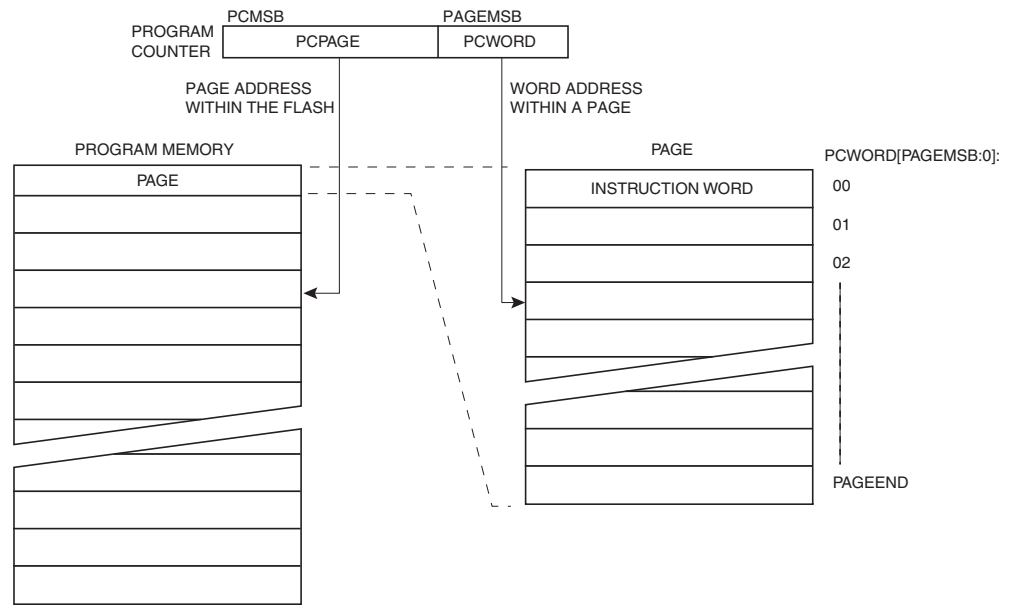 PCMSB PAGEMSB
PROGRAM
COUNTER
PCPAGE PCWORD
PAGE ADDRESS
WITHIN THE FLASH
WORD ADDRESS
WITHIN A PAGE
PROGRAM MEMORY
PAGE
PAGE
PCWORD[PAGEMSB:0]:
INSTRUCTION WORD
00
01
02
PAGEEND